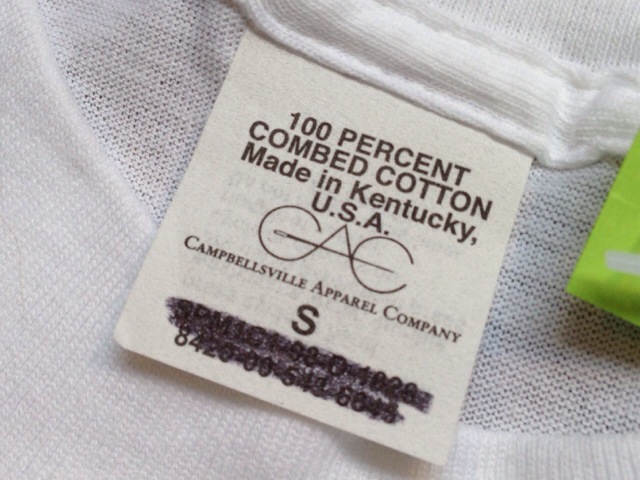 100 PERCENT
COMBED COTTON
Made in Kentucky,
U.S.A.
CAC
CAMPBELLSVILLE APPAREL COMPANY
S